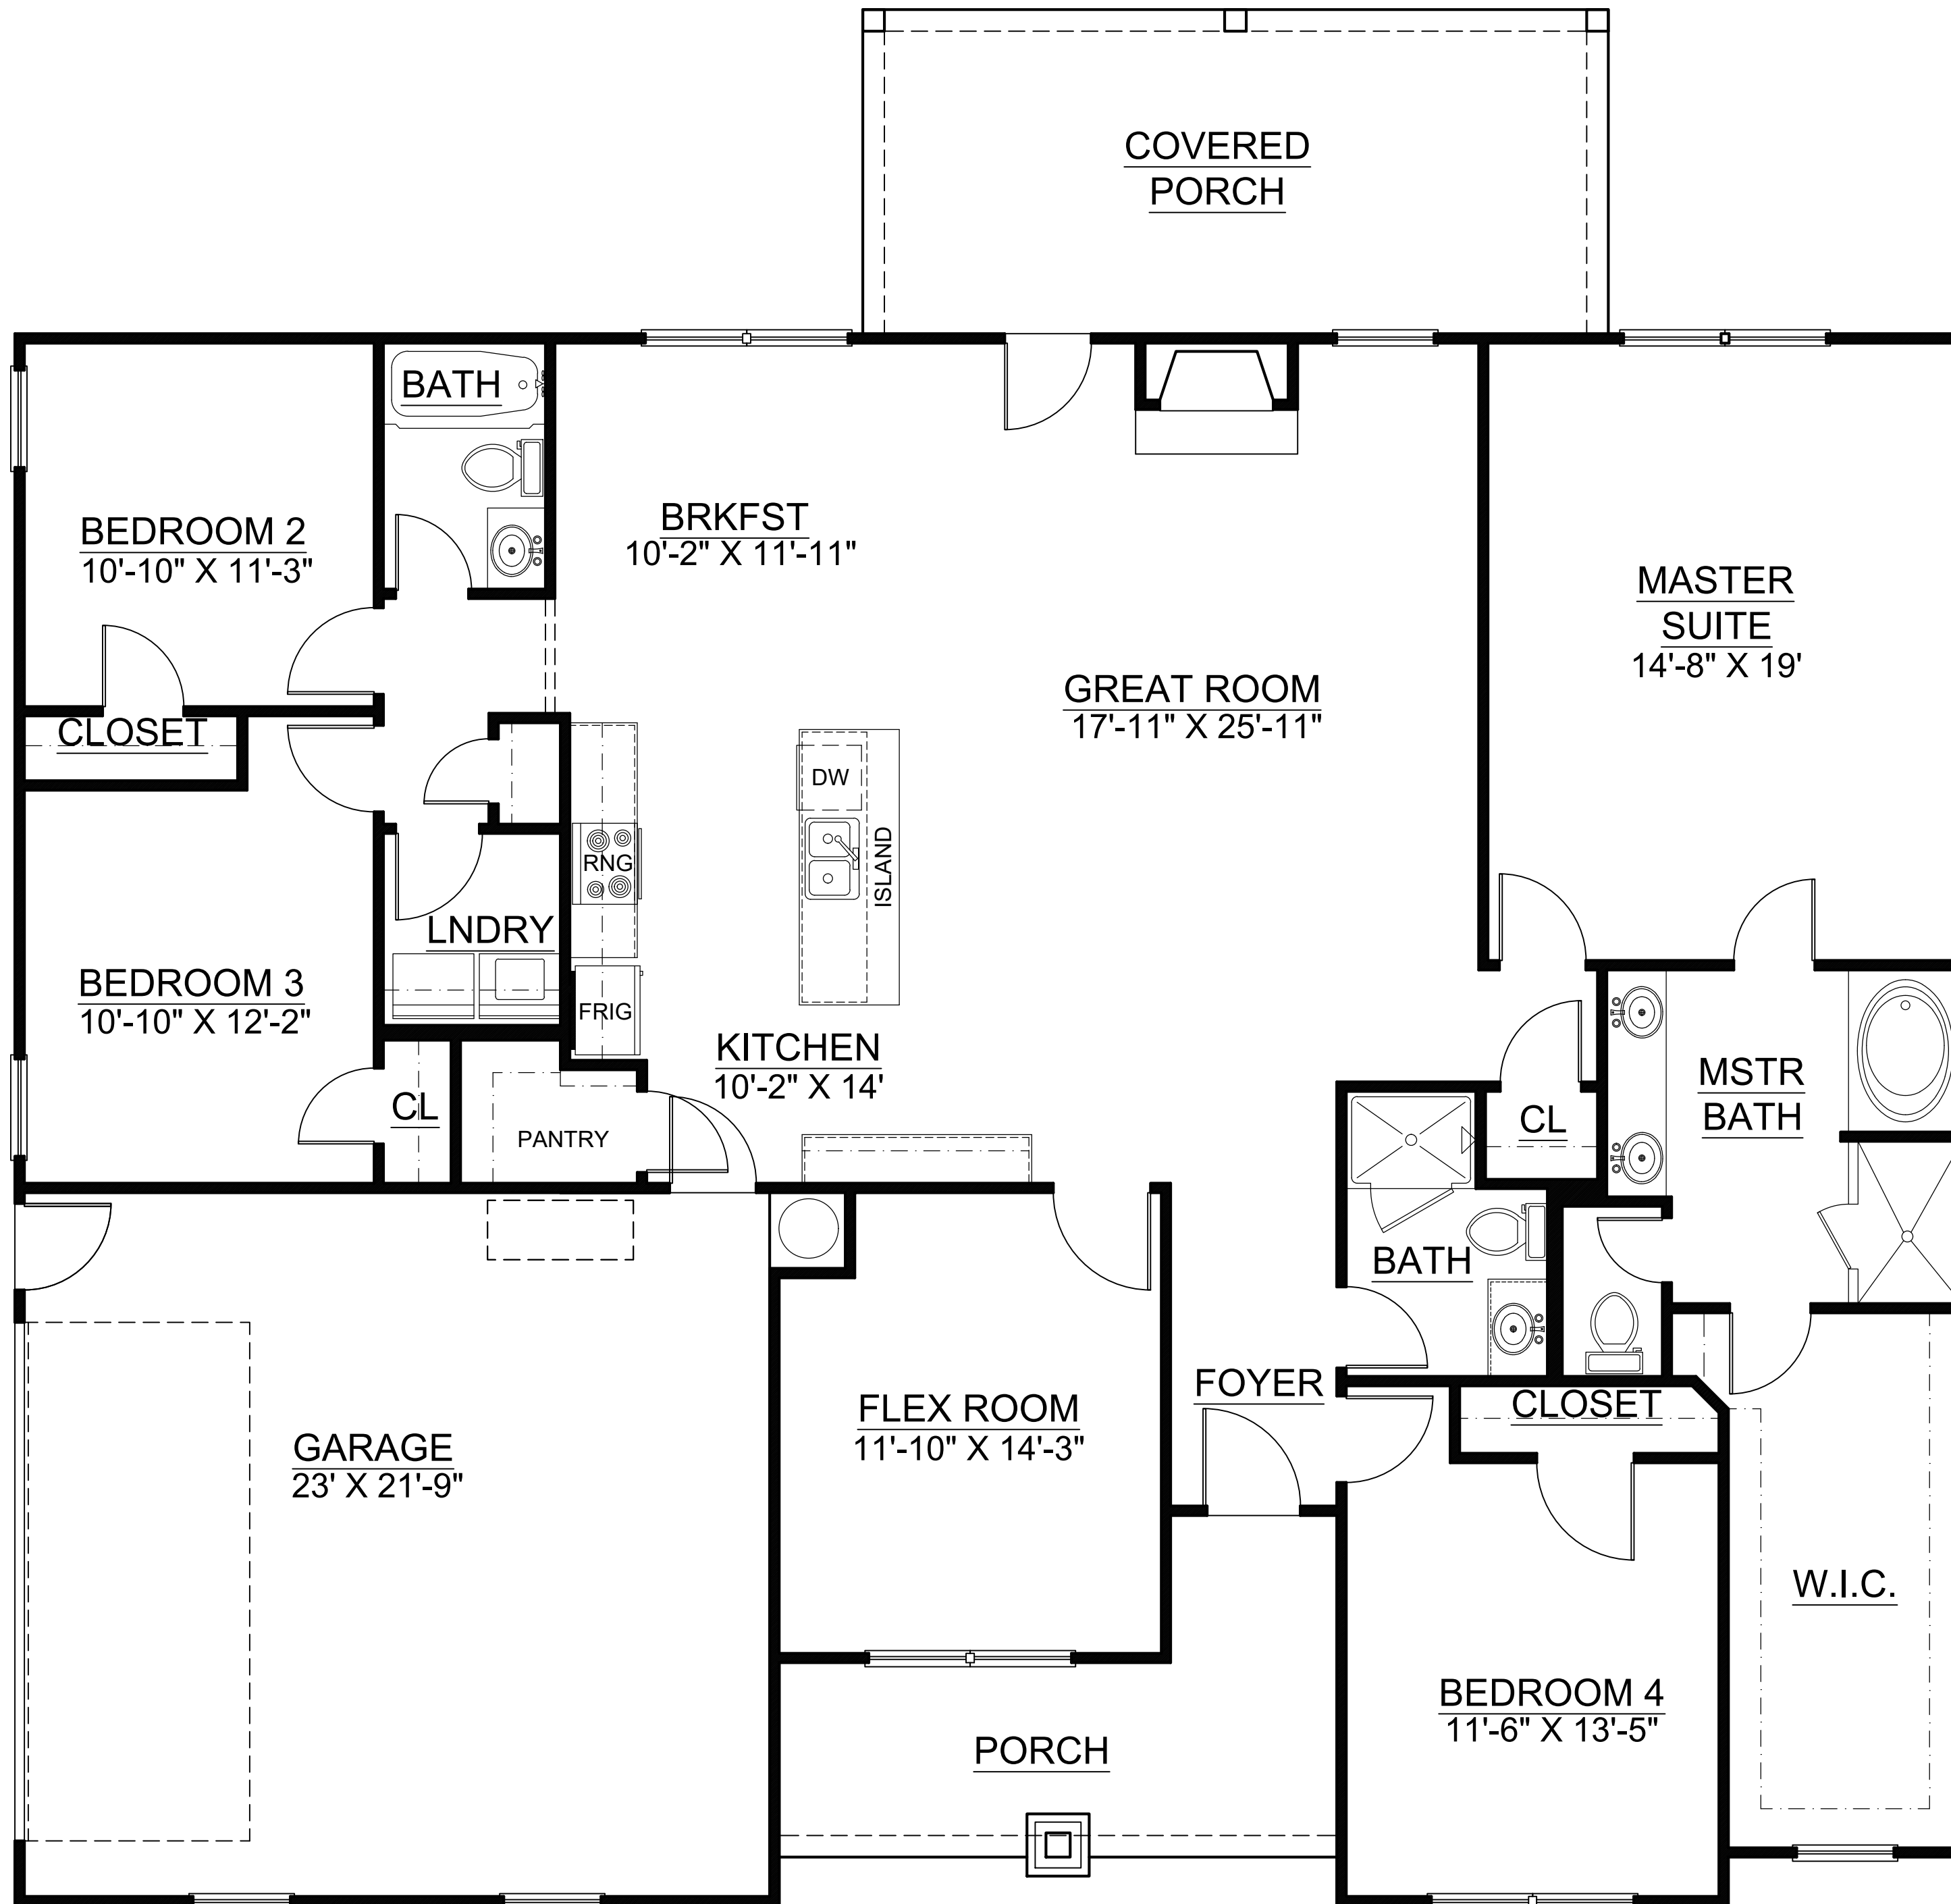 COVERED
PORCH
BATH
BEDROOM 2
10'-10" X 11'-3"
BRKFST
10'-2" X 11'-11"
MASTER
SUITE
14'-8" X 19'
GREAT ROOM
17'-11" X 25'-11"
CLOSET
DW
RNG
ISLAND
LNDRY
BEDROOM 3
10'-10" X 12'-2"
FRIG
KITCHEN
10'-2" X 14'
MSTR
BATH
CL
PANTRY
CL
BATH
FOYER
FLEX ROOM
11'-10" X 14'-3"
CLOSET
GARAGE
23' X 21'-9"
W.I.C.
BEDROOM 4
11'-6" X 13'-5"
PORCH